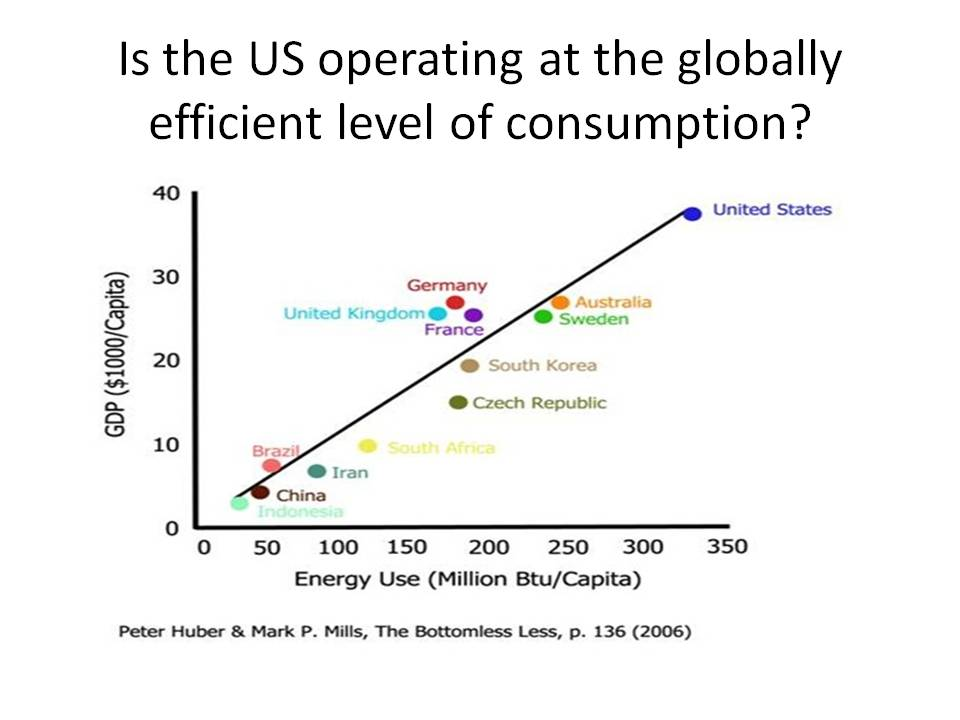 Is the US operating at the globally
efficient level of consumption?
40
United States
30
Germany
Australia
United Kingdom
Sweden
France
GDP ($1000/Capita)
20
South Korea
Czech Republic
10
South Africa
Brazil
Iran
China
Indonesia
0
0 50 100 150 200 250 300 350
Energy Use (Million Btu/Capita)
Peter Huber & Mark P. Mills, The Bottomless Less, p. 136 (2006)